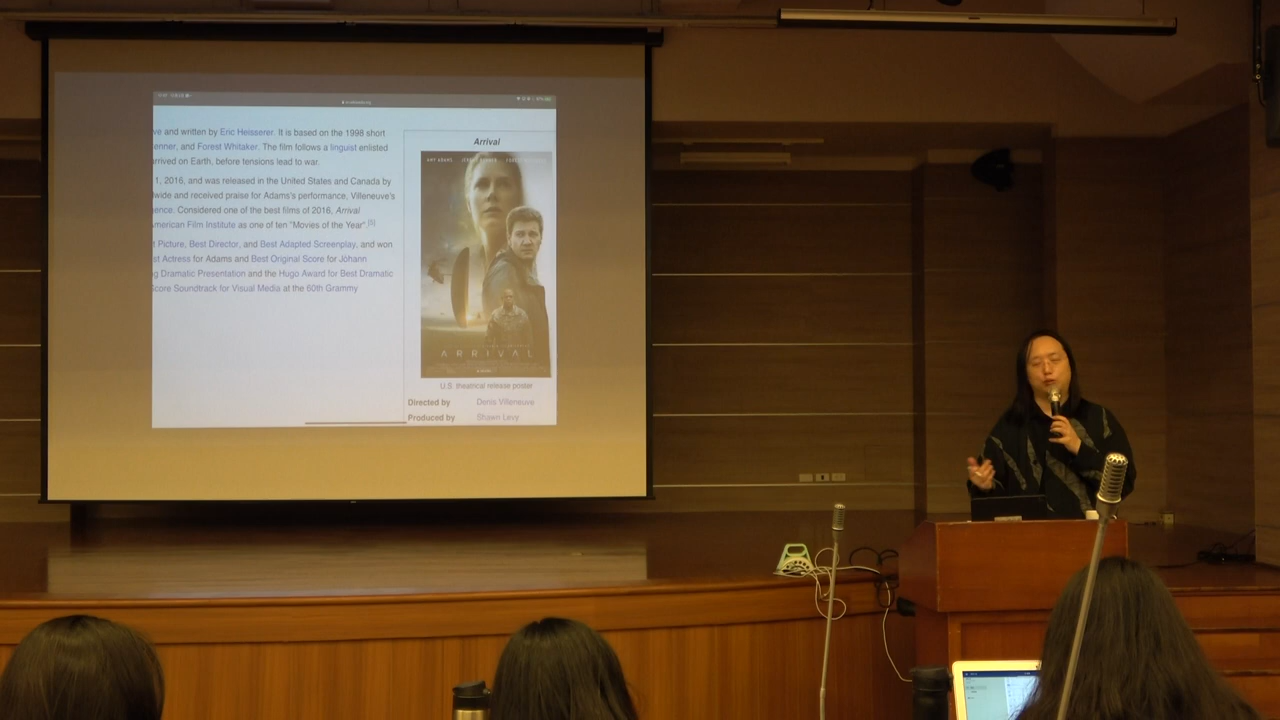 ve and written by Eric Heisserer. It is based on the 1998 short
enner, and Forest Whitaker. The film follows a linguist enlisted
rrived on Earth, before tensions lead to war.
1, 2016, and was released in the United States and Canada by
wide and received praise for Adams's performance, Villeneuve's
ence. Considered one of the best films of 2016, Arrival
merican Film Institute as one of ten "Movies of the Year".[5]
t Picture, Best Director, and Best Adapted Screenplay, and won
st Actress for Adams and Best Original Score for Jóhann
g Dramatic Presentation and the Hugo Award for Best Dramatic
Score Soundtrack for Visual Media at the 60th Grammy
Arrival
AMY ADAMS
ARRIVAL
U.S. theatrical release poster
Directed by Denis Villeneuve
Produced by Shawn Levy